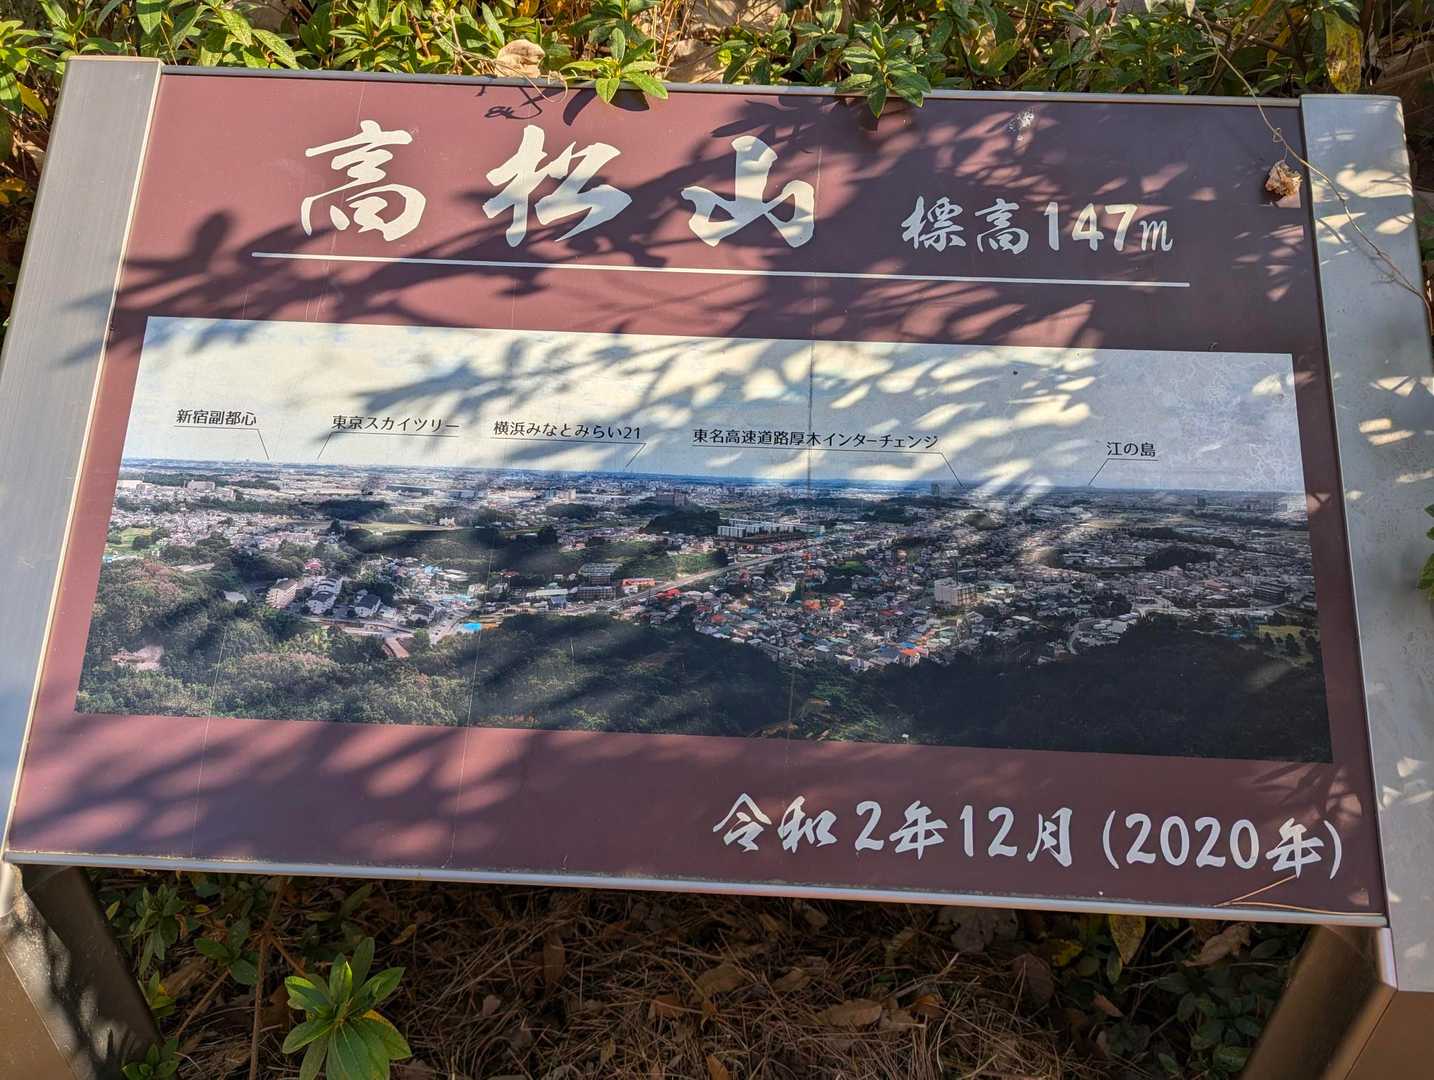 高松山 標高147m
新宿副都心
東京スカイツリー
横浜みなとみらい21
東名高速道路厚木インターチェンジ
江の島
令和2年12月（2020年）